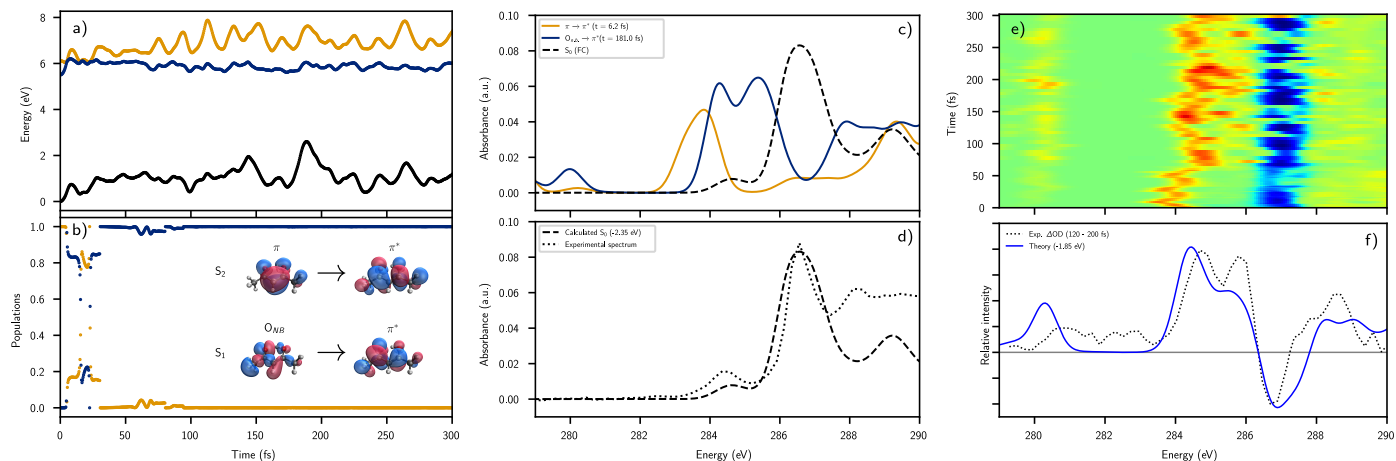 a)
8
6
4
2
0
Energy (eV)
b)
1.0
0.8
0.6
0.4
0.2
0.0
Populations
S2
π
π*
S1
O_NB
π*
0
50
100
150
200
250
300
Time (fs)
c)
0.10
0.08
0.06
0.04
0.02
0.00
Absorbance (a.u.)
π → π* (t = 6.2 fs)
→ π*(t = 181.0 fs)
S0 (FC)
d)
0.10
0.08
0.06
0.04
0.02
0.00
Absorbance (a.u.)
Calculated S0 (-2.35 eV)
Experimental spectrum
280
282
284
286
288
290
Energy (eV)
e)
300
250
200
150
100
50
0
Time (fs)
f)
Exp. ΔOD (120 - 200 fs)
Theory (-1.85 eV)
Relative intensity
280
282
284
286
288
290
Energy (eV)